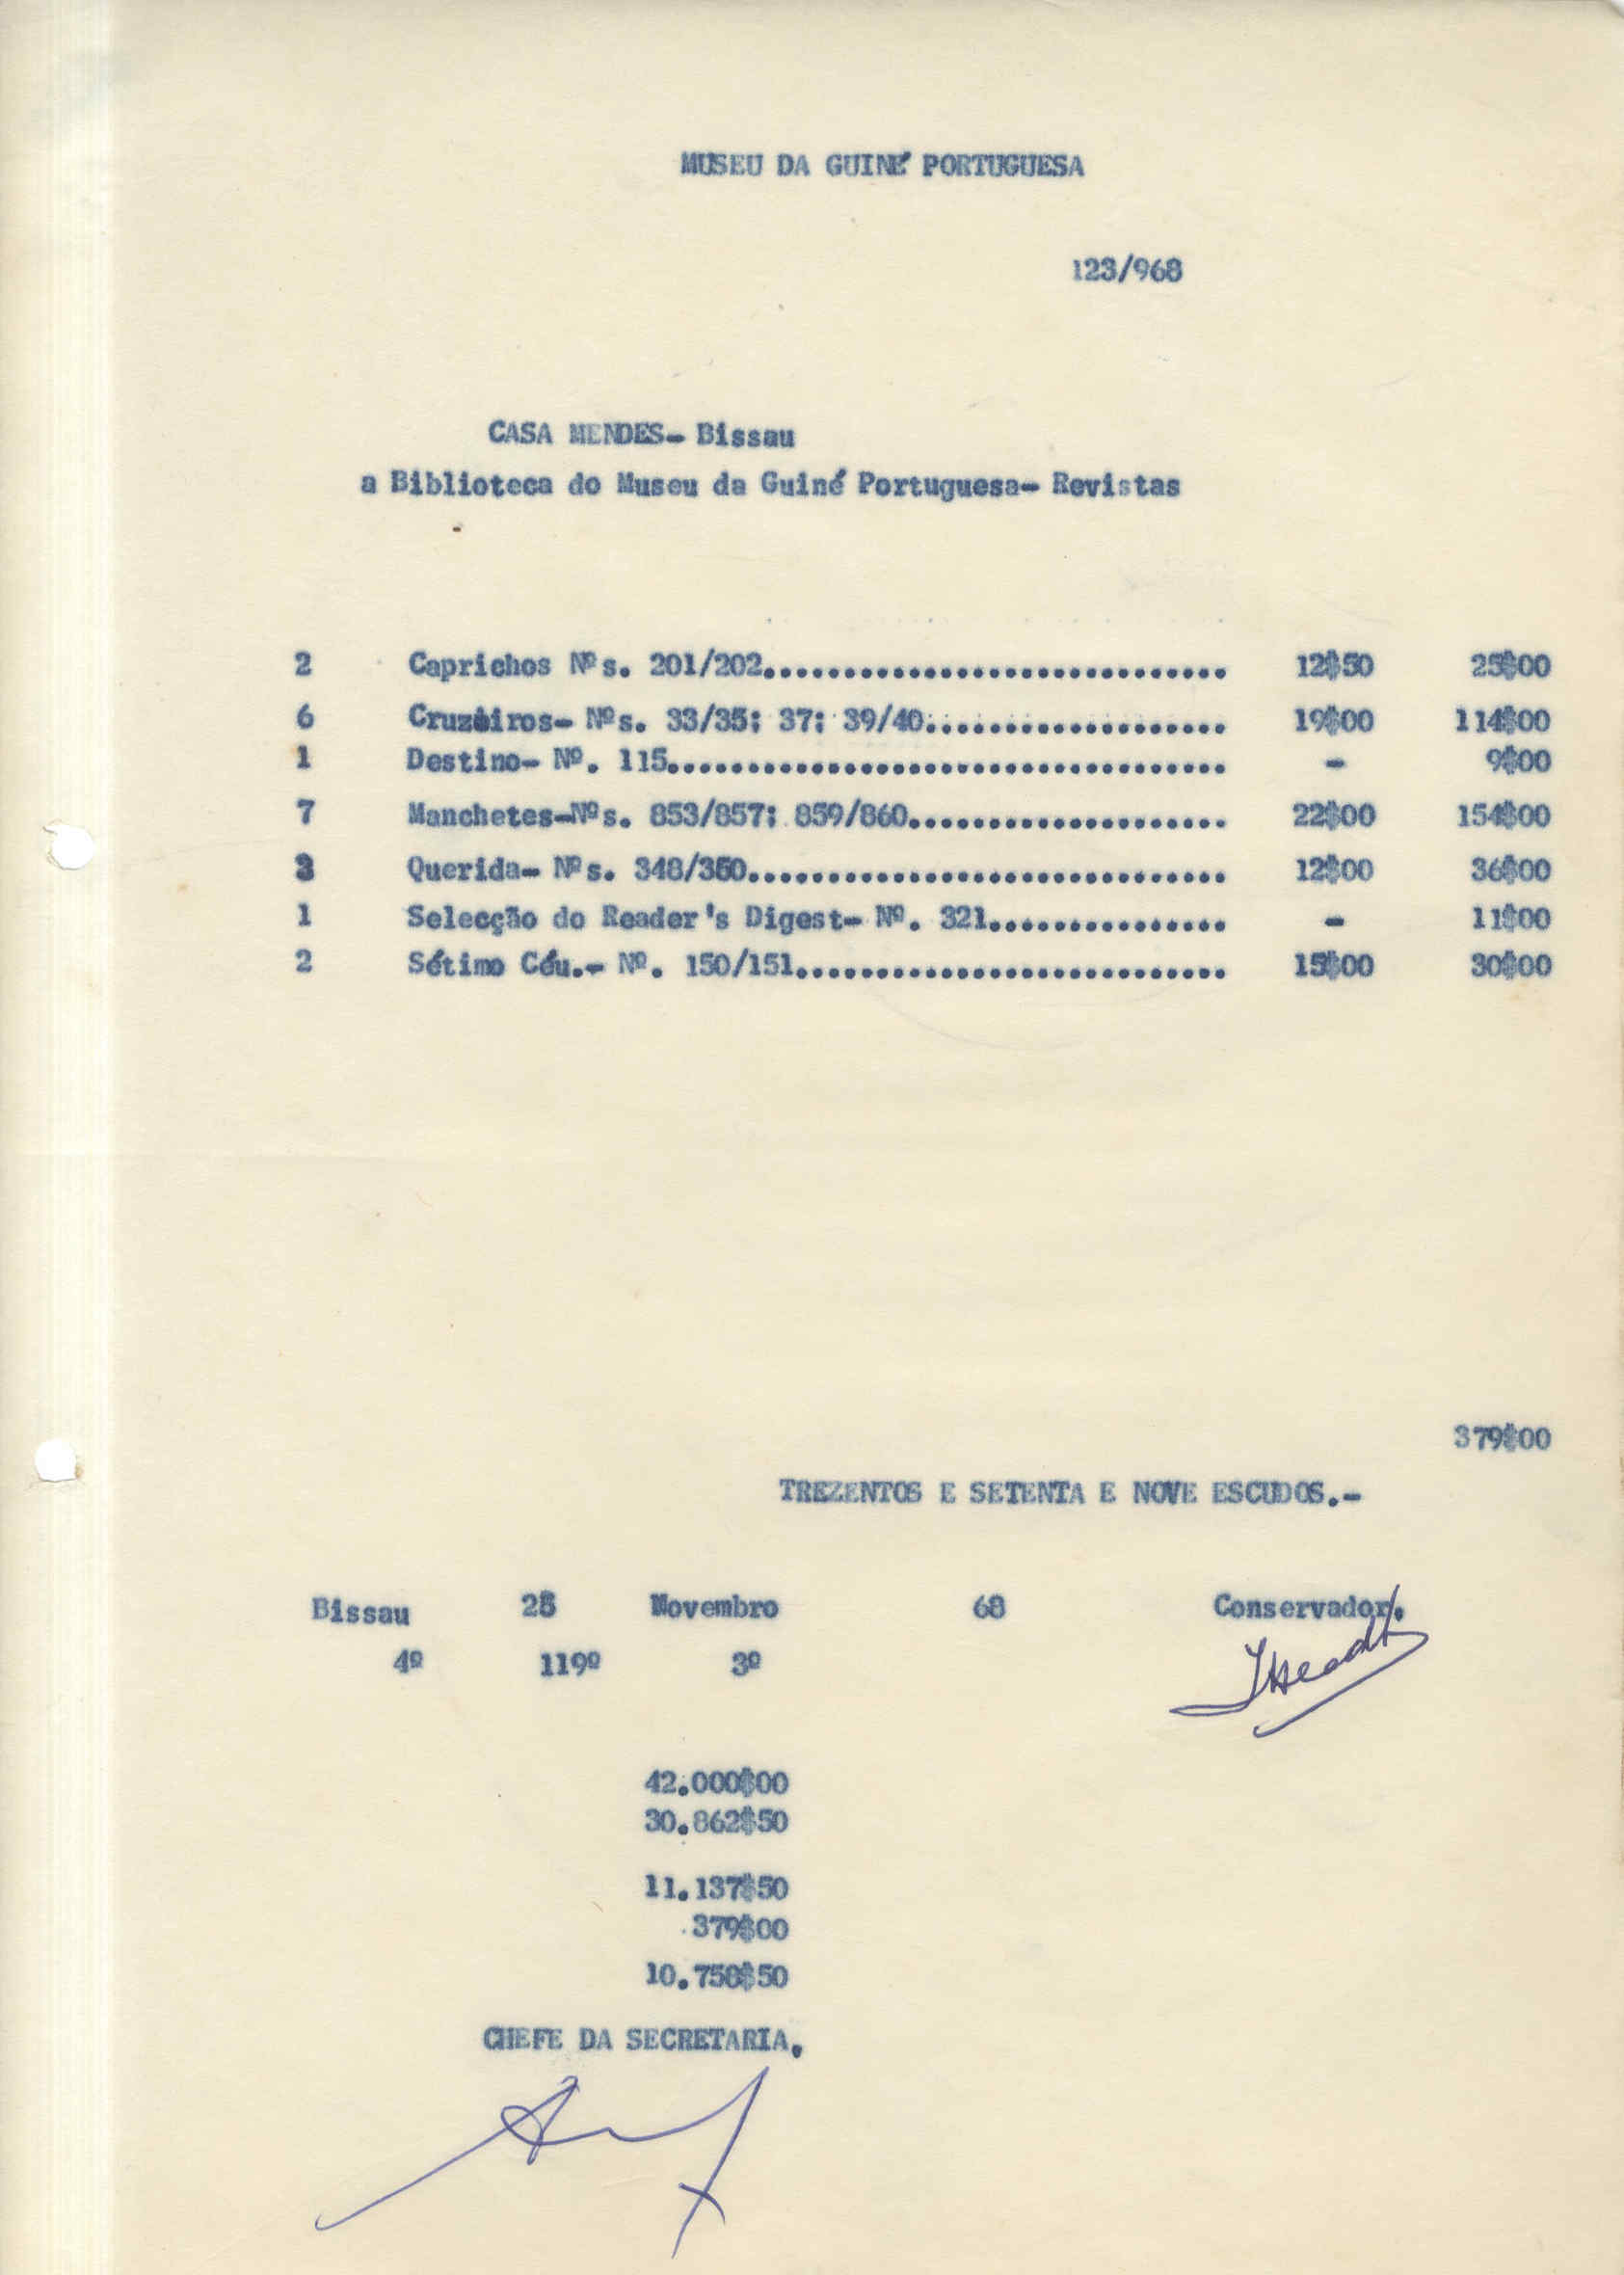 MUSEU DA GUINÉ PORTUGUESA
123/968
CASA MENDES- Bissau
a Biblioteca do Museu da Guiné Portuguesa- Revistas
2 Caprichos Nºs. 201/202............................. 12$50 25$00
6 Cruzeiros- Nºs. 33/35; 37; 39/40................... 19$00 114$00
1 Destino- Nº. 115................................... - 9$00
7 Manchetes-Nºs. 853/857; 859/860.................... 22$00 154$00
3 Querida- Nºs. 348/350.............................. 12$00 36$00
1 Selecção do Reader's Digest- Nº. 321............... - 11$00
2 Sétimo Céu.- Nº. 150/151........................... 15$00 30$00
379$00
TREZENTOS E SETENTA E NOVE ESCUDOS.-
Bissau Novembro 68 Conservador.
4º 119º 3º
42.000$00
30.862$50
11.137$50
379$00
10.758$50
CHEFE DA SECRETARIA.